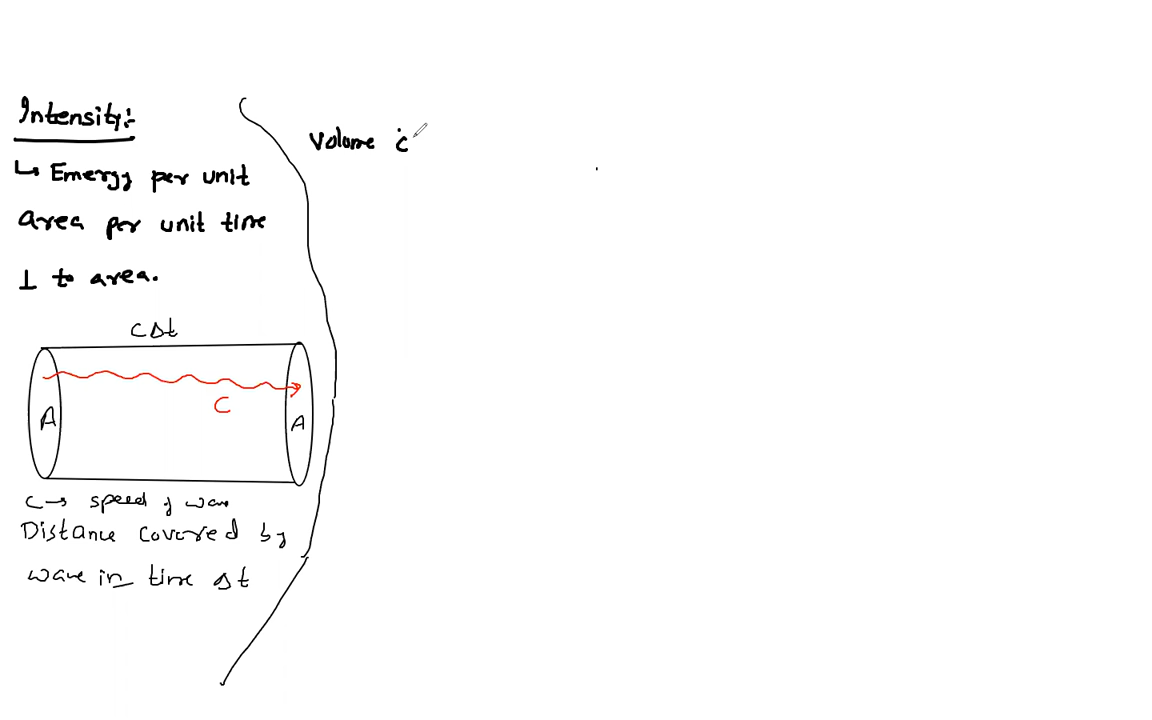 Intensity:-
↳ Energy per unit
area per unit time
⊥ to area.
CΔt
C
A
A
C → speed of wave
Distance covered by
wave in time Δt
Volume i